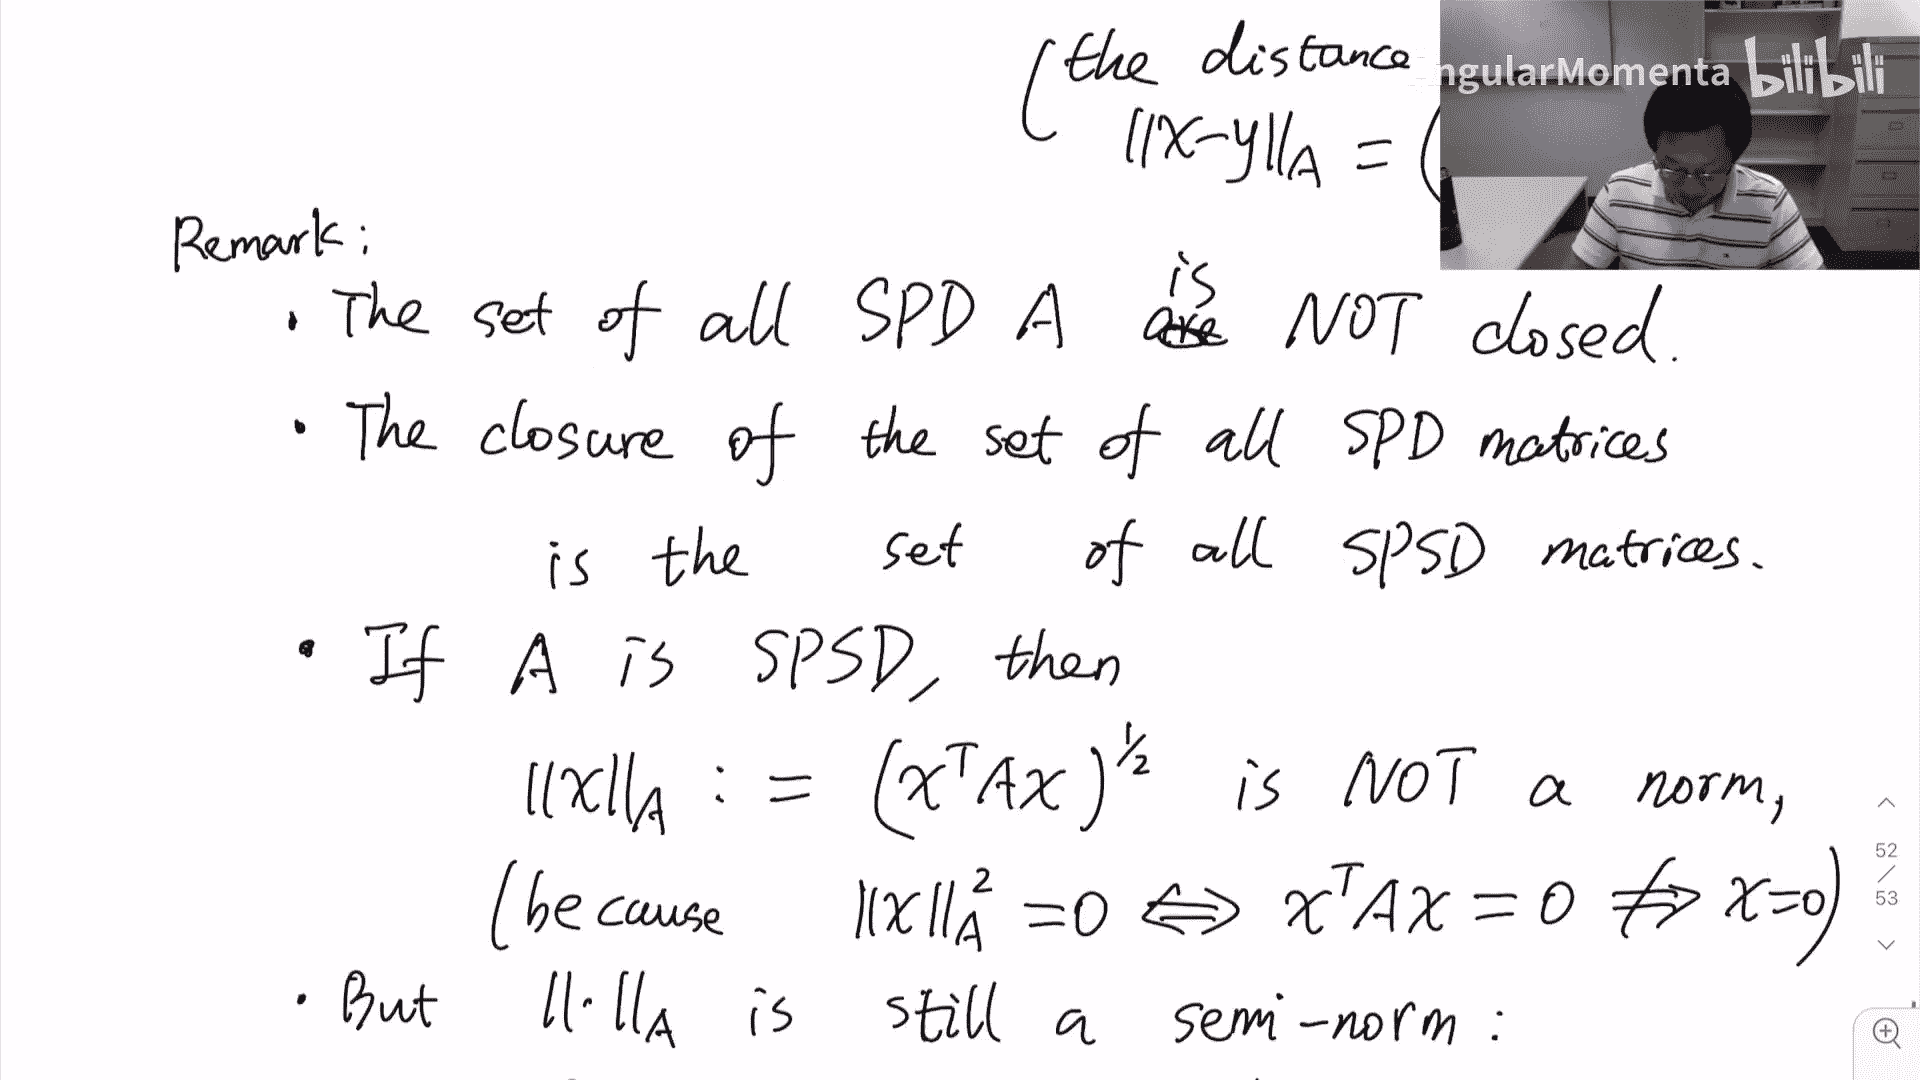 (the distance
ngularMomenta bilibili
||x-y||_A = (
Remark:
· The set of all SPD A is are NOT closed.
· The closure of the set of all SPD matrices
is the set of all SPSD matrices.
· If A is SPSD, then
||x||_A := (x^T A x)^{1/2} is NOT a norm,
(because ||x||_A^2 = 0 ⟺ x^T A x = 0 ⇏ x=0)
· But ||·||_A is still a semi-norm:
52
/
53